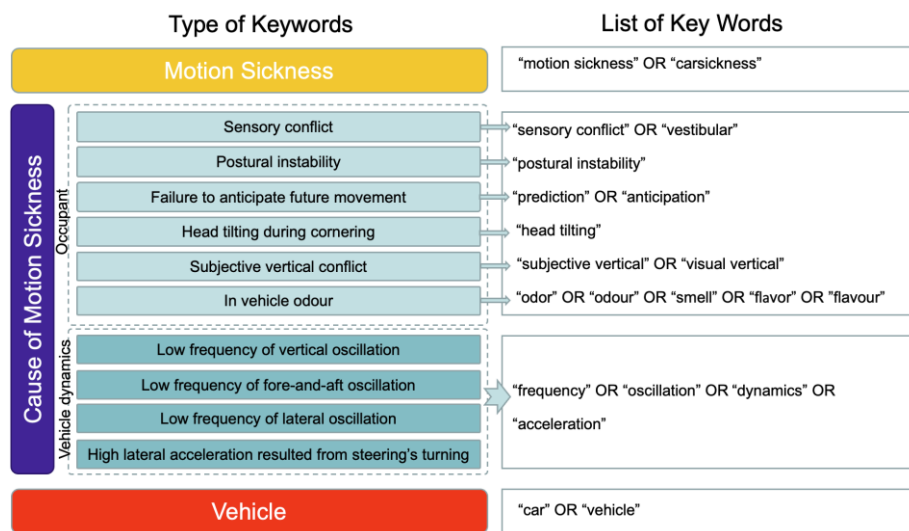 Type of Keywords
List of Key Words
Motion Sickness
“motion sickness” OR “carsickness”
Cause of Motion Sickness
Occupant
Sensory conflict
“sensory conflict” OR “vestibular”
Postural instability
“postural instability”
Failure to anticipate future movement
“prediction” OR “anticipation”
Head tilting during cornering
“head tilting”
Subjective vertical conflict
“subjective vertical” OR “visual vertical”
In vehicle odour
“odor” OR “odour” OR “smell” OR “flavor” OR ”flavour”
Vehicle dynamics
Low frequency of vertical oscillation
Low frequency of fore-and-aft oscillation
Low frequency of lateral oscillation
High lateral acceleration resulted from steering’s turning
“frequency” OR “oscillation” OR “dynamics” OR
“acceleration”
Vehicle
“car” OR “vehicle”